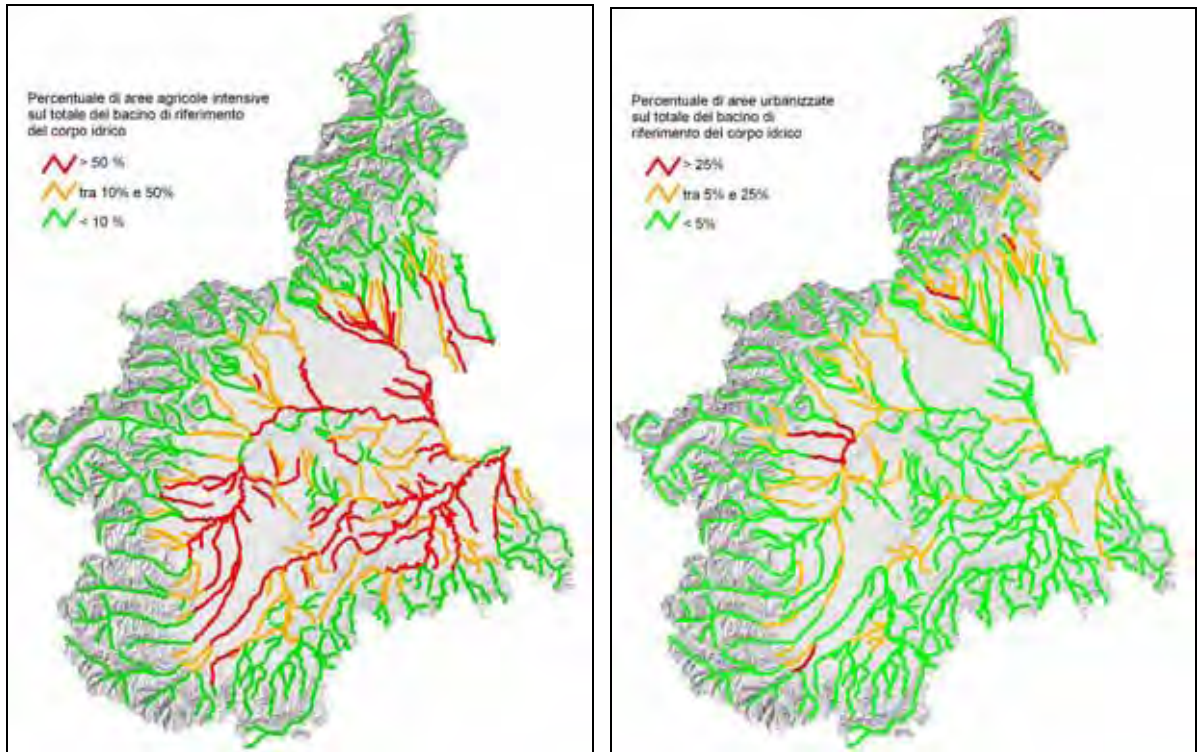 Percentuale di aree agricole intensive
sul totale del bacino di riferimento
del corpo idrico
> 50 %
tra 10% e 50%
< 10 %
Percentuale di aree urbanizzate
sul totale del bacino di
riferimento del corpo idrico
> 25%
tra 5% e 25%
< 5%